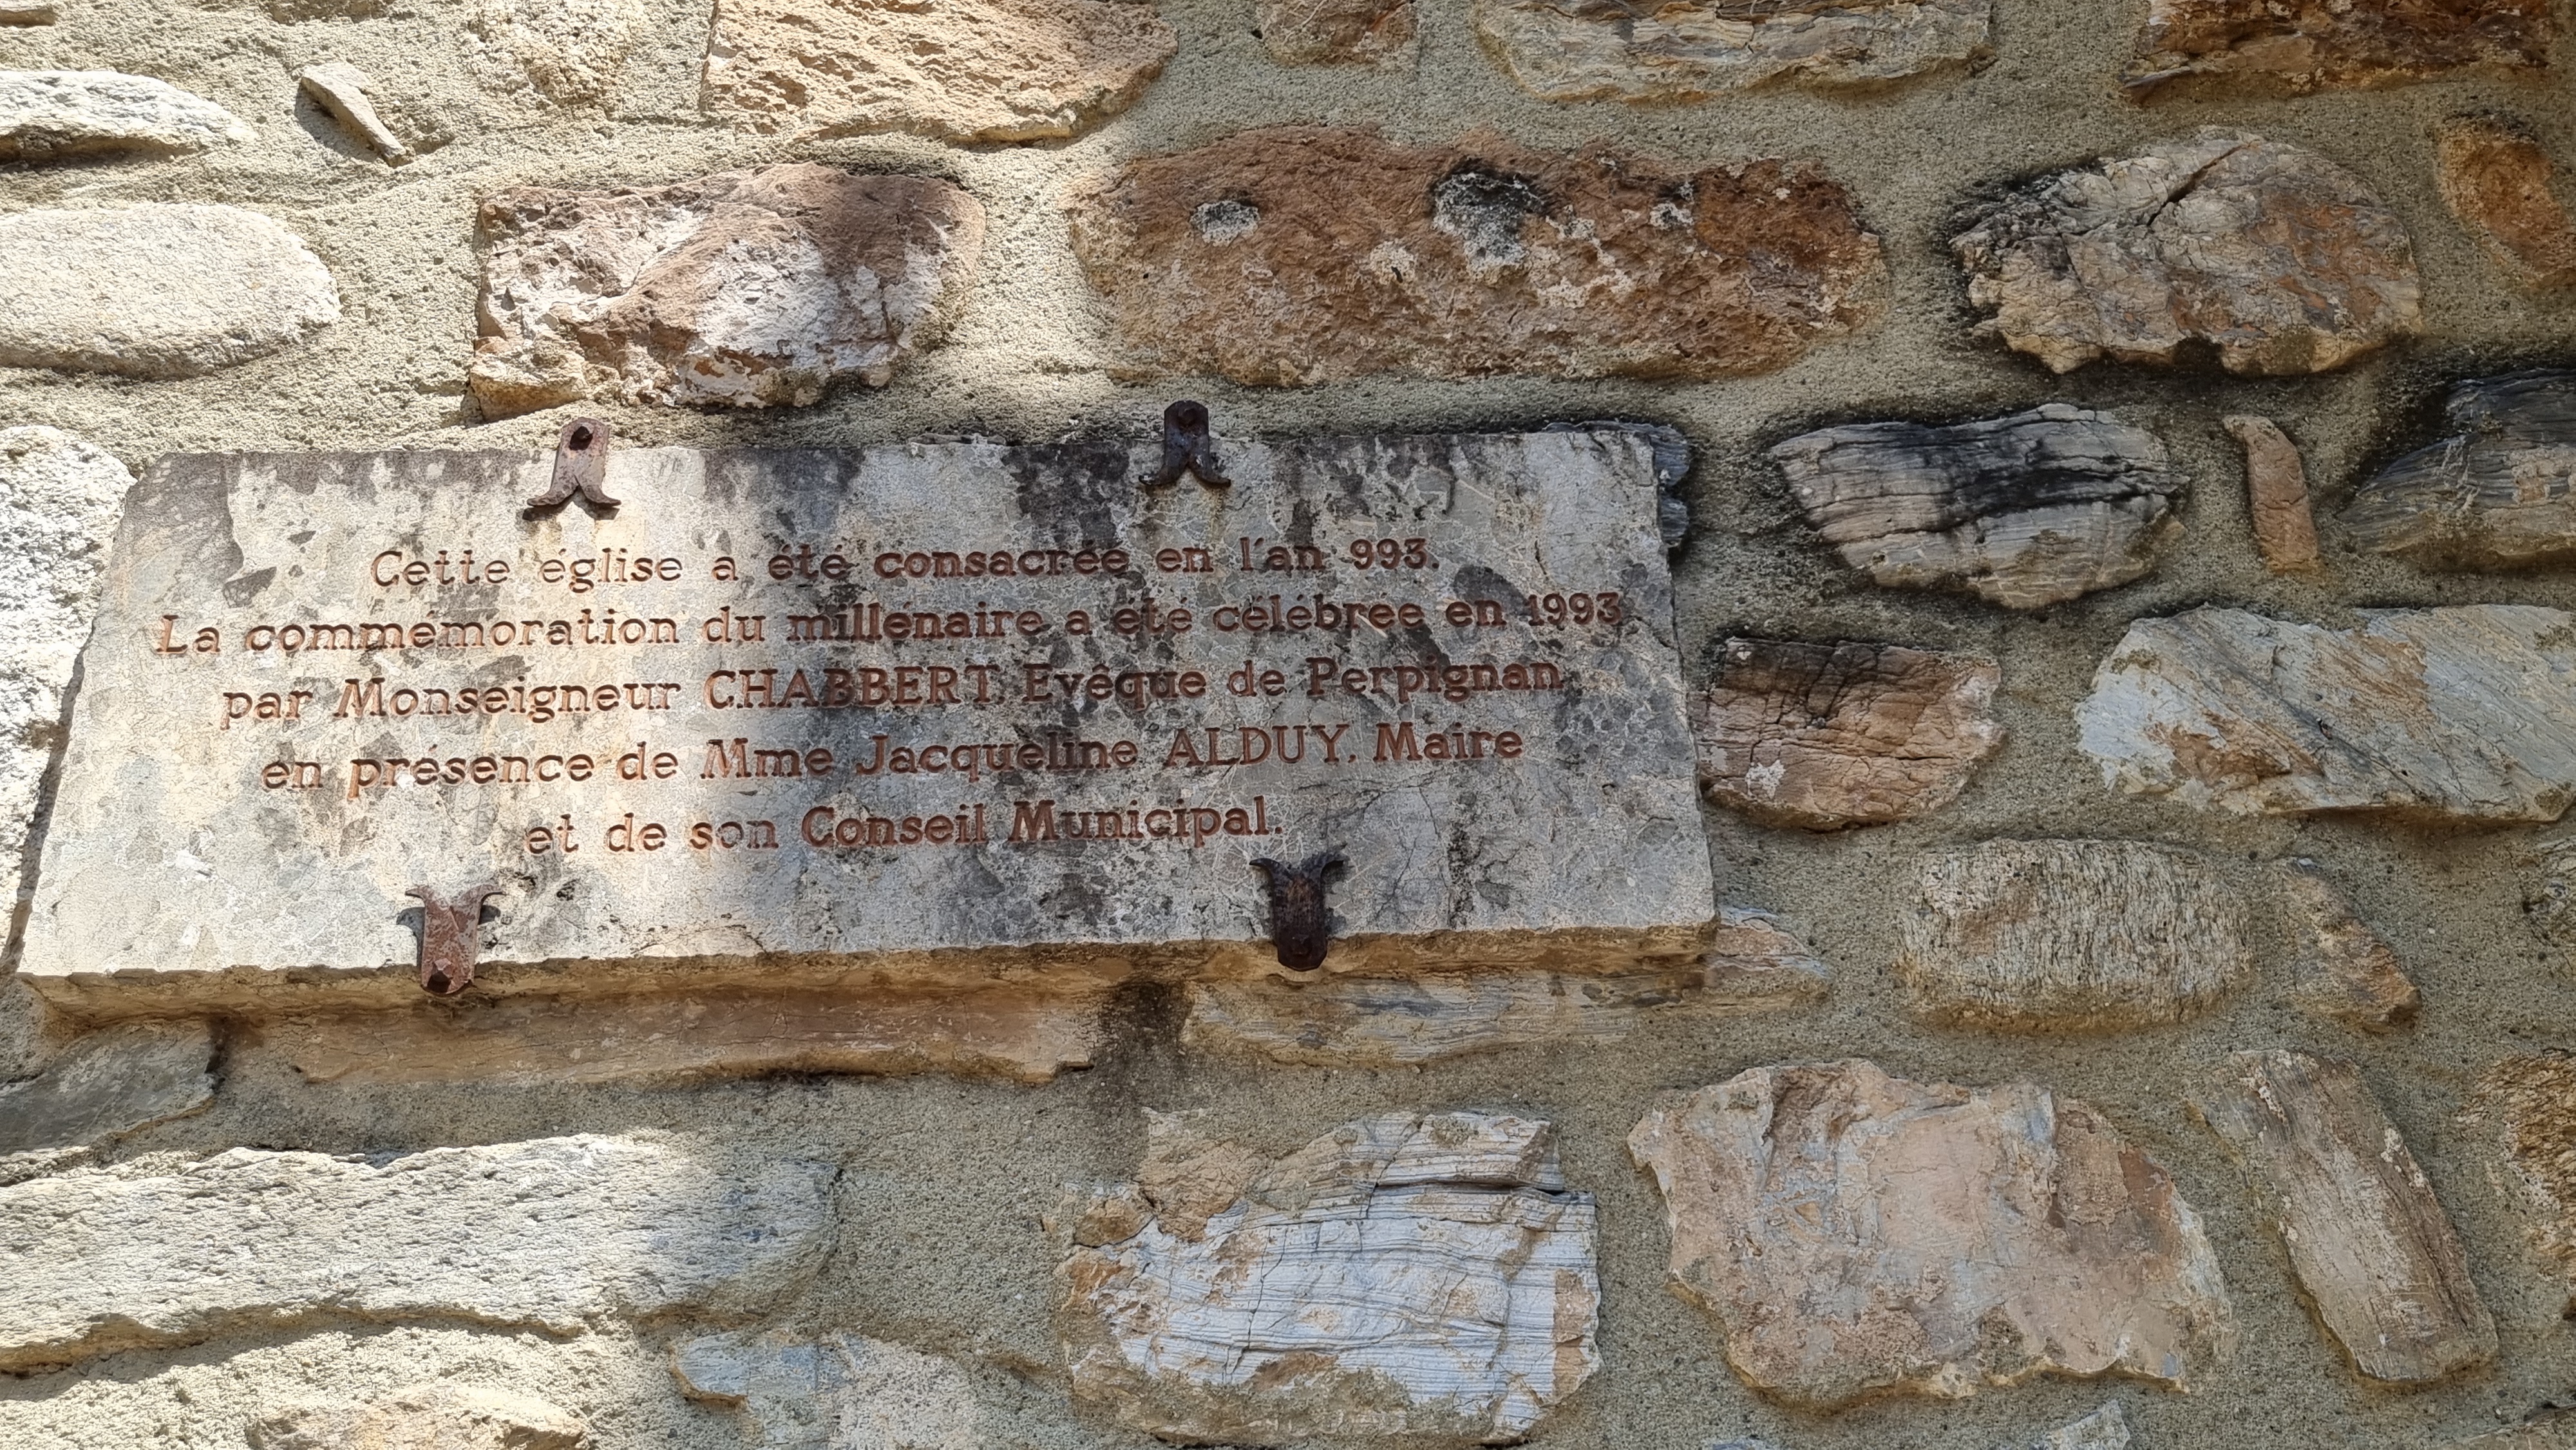 Cette église a été consacrée en l'an 993.
La commémoration du millénaire a été célébrée en 1993
par Monseigneur CHABBERT, Evêque de Perpignan,
en présence de Mme Jacqueline ALDUY, Maire
et de son Conseil Municipal.